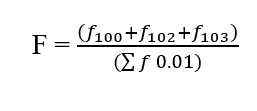 F = (f₁₀₀+f₁₀₂+f₁₀₃) / (∑ f 0.01)